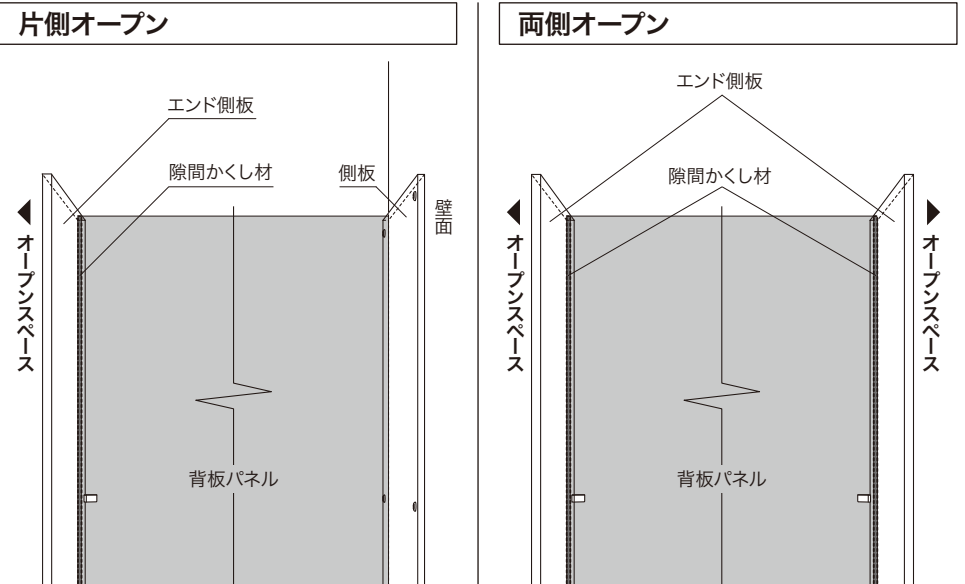 片側オープン
エンド側板
隙間かくし材
側板
壁面
オープンスペース
背板パネル
両側オープン
エンド側板
隙間かくし材
オープンスペース
オープンスペース
背板パネル